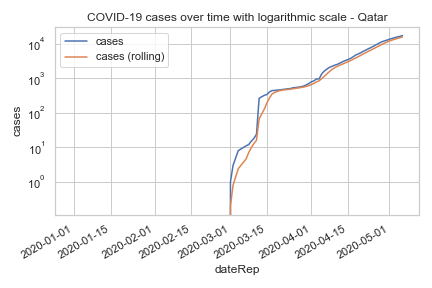 COVID-19 cases over time with logarithmic scale - Qatar
cases
cases (rolling)
10⁴
10³
10²
10¹
10⁰
cases
2020-01-01
2020-01-15
2020-02-01
2020-02-15
2020-03-01
2020-03-15
2020-04-01
2020-04-15
2020-05-01
dateRep